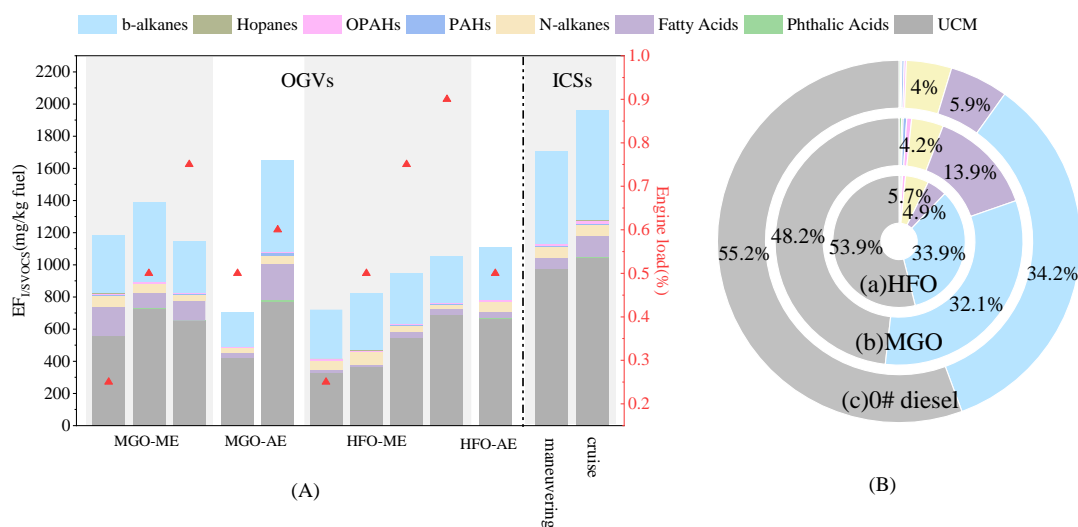 b-alkanes Hopanes OPAHs PAHs N-alkanes Fatty Acids Phthalic Acids UCM
OGVs ICSs
EF_I/SVOCS(mg/kg fuel)
2200
2000
1800
1600
1400
1200
1000
800
600
400
200
0
1.0
0.9
0.8
0.7
0.6
0.5
0.4
0.3
0.2
Engine load(%)
MGO-ME MGO-AE HFO-ME HFO-AE
maneuvering
cruise
(A)
4%
5.9%
4.2%
13.9%
5.7%
4.9%
55.2%
48.2%
53.9%
33.9%
34.2%
32.1%
(a)HFO
(b)MGO
(c)0# diesel
(B)